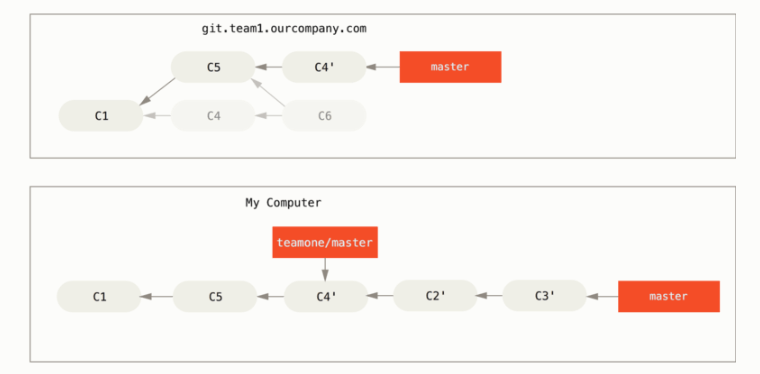 git.team1.ourcompany.com
C5 C4' master
C1 C4 C6
My Computer
teamone/master
C1 C5 C4' C2' C3' master